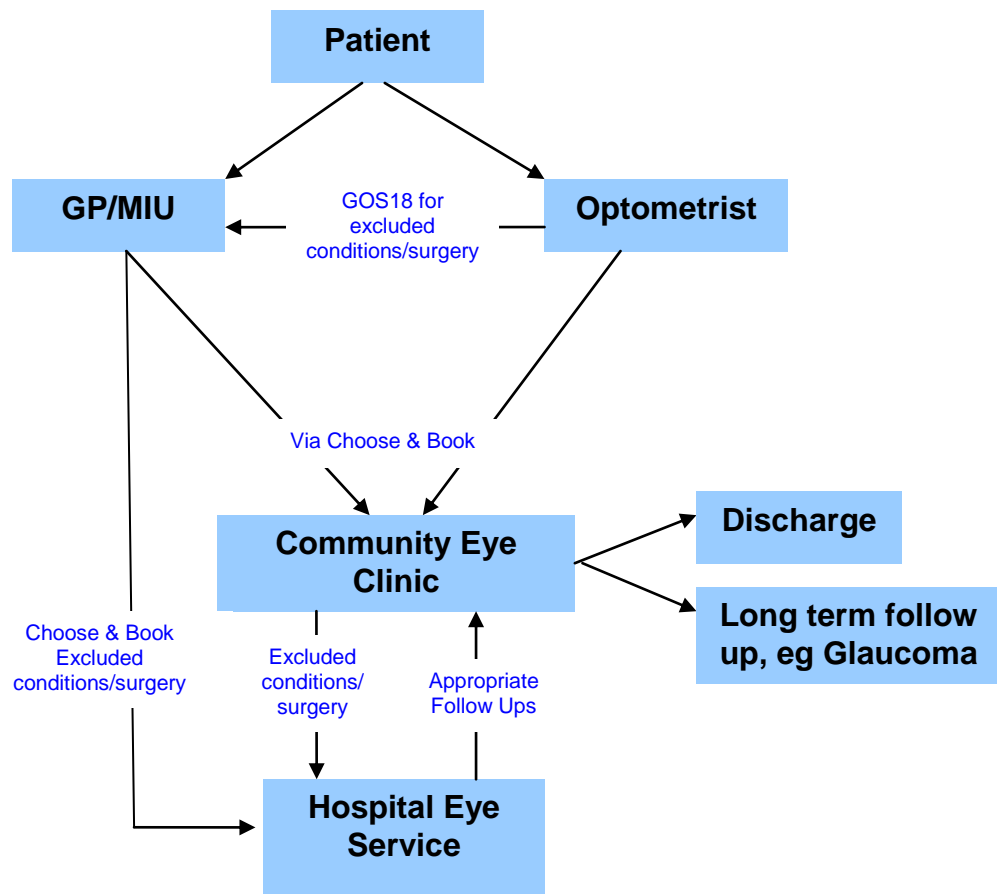 Patient
GP/MIU
GOS18 for
excluded
conditions/surgery
Optometrist
Via Choose & Book
Community Eye
Clinic
Discharge
Long term follow
up, eg Glaucoma
Choose & Book
Excluded
conditions/surgery
Excluded
conditions/
surgery
Appropriate
Follow Ups
Hospital Eye
Service